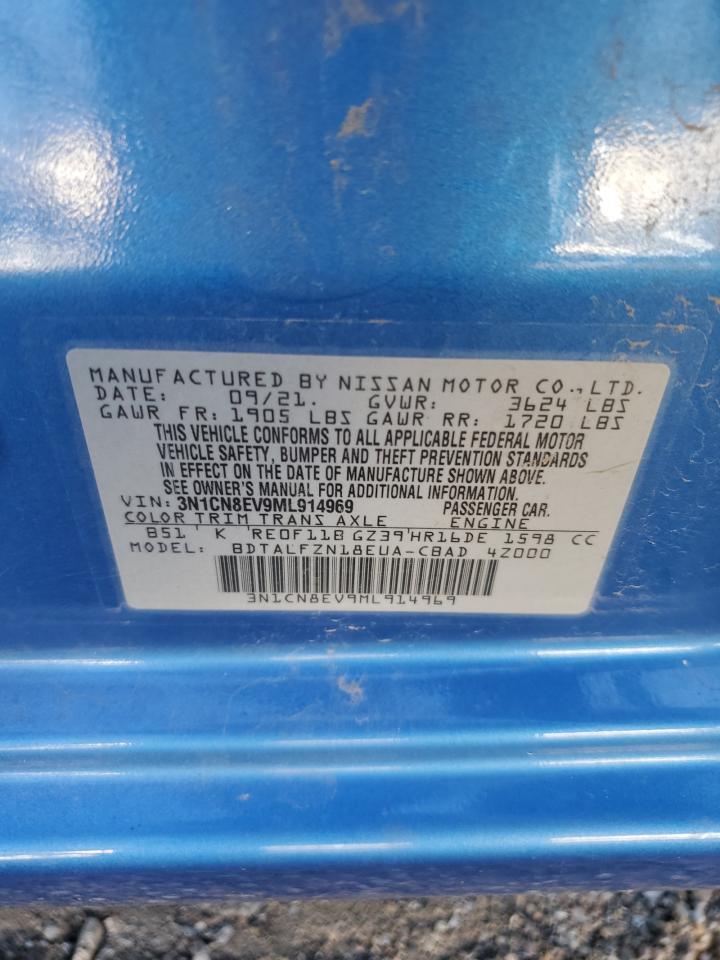 MANUFACTURED BY NISSAN MOTOR CO., LTD.
DATE: 09/21. GVWR: 3624 LBS
GAWR FR: 1905 LBS GAWR RR: 1720 LBS
THIS VEHICLE CONFORMS TO ALL APPLICABLE FEDERAL MOTOR
VEHICLE SAFETY, BUMPER AND THEFT PREVENTION STANDARDS
IN EFFECT ON THE DATE OF MANUFACTURE SHOWN ABOVE.
SEE OWNER'S MANUAL FOR ADDITIONAL INFORMATION.
VIN: 3N1CN8EV9ML914969 PASSENGER CAR.
COLOR TRIM TRANS AXLE ENGINE
B51' K 'RE0F11B GZ39'HR16DE 1598 CC
MODEL: BDTALFZN18EUA-CBAD 4Z000
3N1CN8EV9ML914969